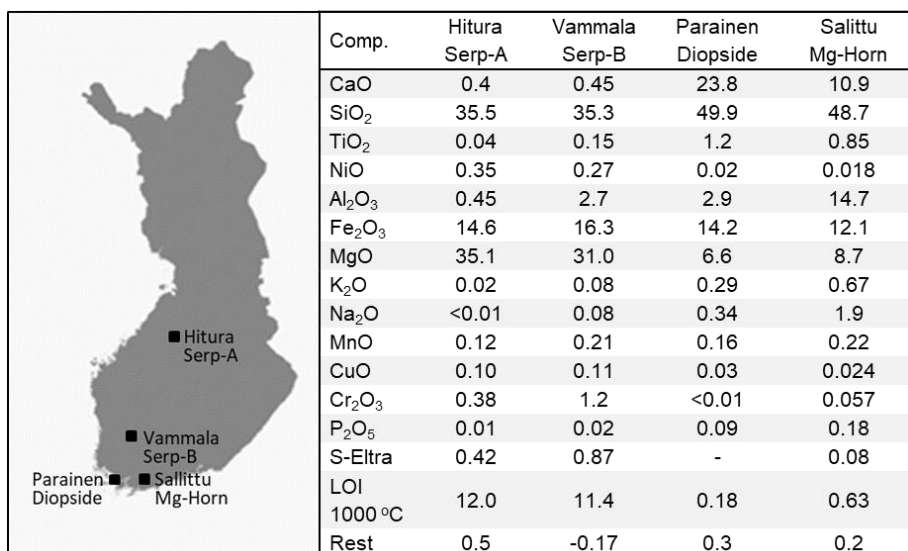 Hitura
Serp-A
Vammala
Serp-B
Parainen
Diopside
Sallittu
Mg-Horn
Comp. Hitura Serp-A Vammala Serp-B Parainen Diopside Salittu Mg-Horn
CaO 0.4 0.45 23.8 10.9
SiO₂ 35.5 35.3 49.9 48.7
TiO₂ 0.04 0.15 1.2 0.85
NiO 0.35 0.27 0.02 0.018
Al₂O₃ 0.45 2.7 2.9 14.7
Fe₂O₃ 14.6 16.3 14.2 12.1
MgO 35.1 31.0 6.6 8.7
K₂O 0.02 0.08 0.29 0.67
Na₂O <0.01 0.08 0.34 1.9
MnO 0.12 0.21 0.16 0.22
CuO 0.10 0.11 0.03 0.024
Cr₂O₃ 0.38 1.2 <0.01 0.057
P₂O₅ 0.01 0.02 0.09 0.18
S-Eltra 0.42 0.87 - 0.08
LOI 1000 ºC 12.0 11.4 0.18 0.63
Rest 0.5 -0.17 0.3 0.2